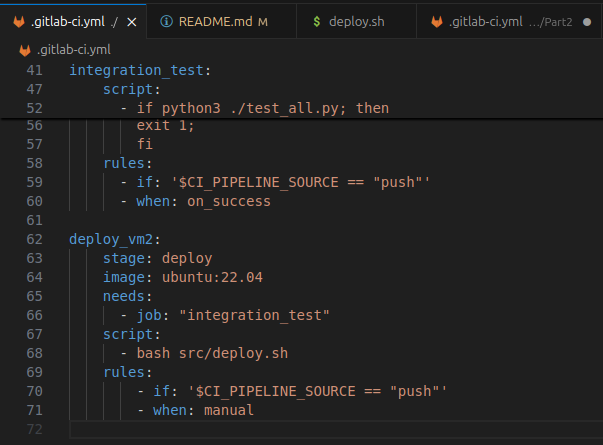 .gitlab-ci.yml ./ × README.md M $ deploy.sh .gitlab-ci.yml .../Part2 ●
.gitlab-ci.yml
41 integration_test:
47     script:
52       - if python3 ./test_all.py; then
56         exit 1;
57         fi
58     rules:
59       - if: '$CI_PIPELINE_SOURCE == "push"'
60       - when: on_success
61
62 deploy_vm2:
63     stage: deploy
64     image: ubuntu:22.04
65     needs:
66       - job: "integration_test"
67     script:
68       - bash src/deploy.sh
69     rules:
70         - if: '$CI_PIPELINE_SOURCE == "push"'
71         - when: manual
72